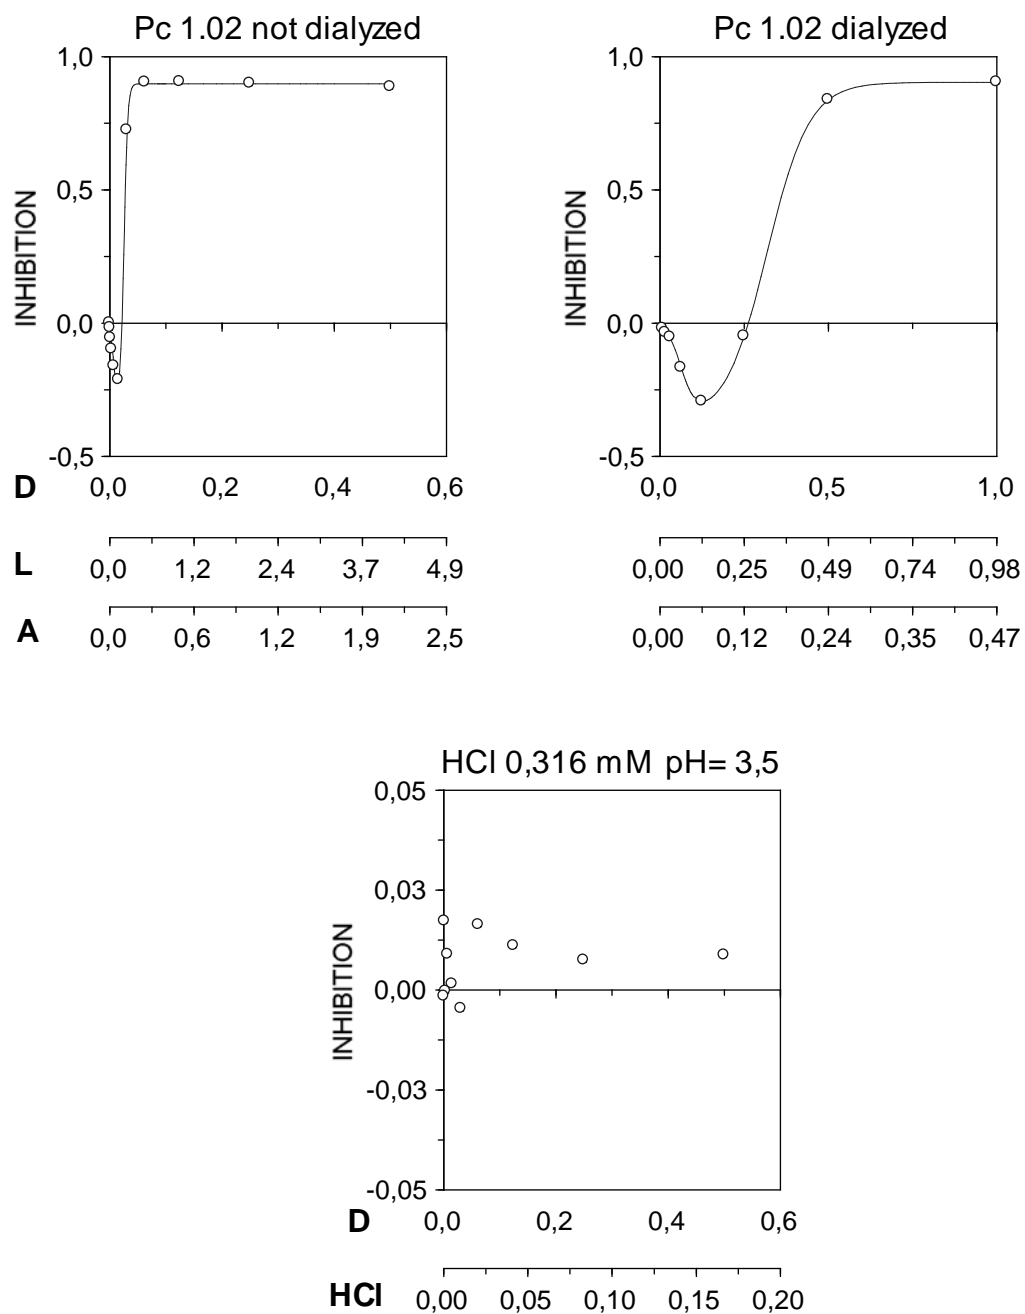 Pc 1.02 not dialyzed
1,0
0,5
0,0
-0,5
INHIBITION
D
0,0 0,2 0,4 0,6
L
0,0 1,2 2,4 3,7 4,9
A
0,0 0,6 1,2 1,9 2,5
Pc 1.02 dialyzed
1,0
0,5
0,0
-0,5
INHIBITION
0,0 0,5 1,0
0,00 0,25 0,49 0,74 0,98
0,00 0,12 0,24 0,35 0,47
HCl 0,316 mM pH= 3,5
0,05
0,03
0,00
-0,03
-0,05
INHIBITION
D
0,0 0,2 0,4 0,6
HCl
0,00 0,05 0,10 0,15 0,20